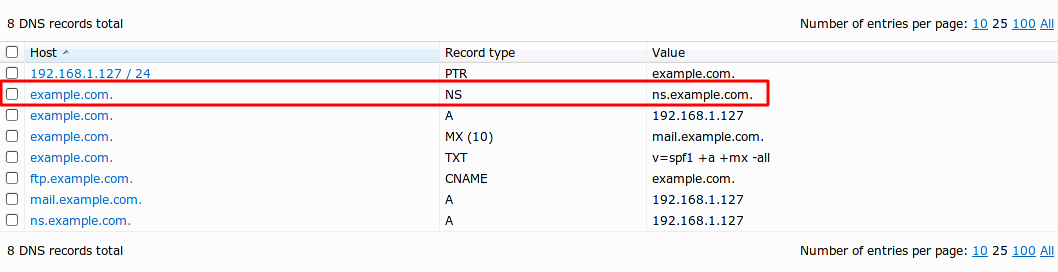 8 DNS records total Number of entries per page: 10 25 100 All
Host Record type Value
192.168.1.127 / 24 PTR example.com.
example.com. NS ns.example.com.
example.com. A 192.168.1.127
example.com. MX (10) mail.example.com.
example.com. TXT v=spf1 +a +mx -all
ftp.example.com. CNAME example.com.
mail.example.com. A 192.168.1.127
ns.example.com. A 192.168.1.127
8 DNS records total Number of entries per page: 10 25 100 All